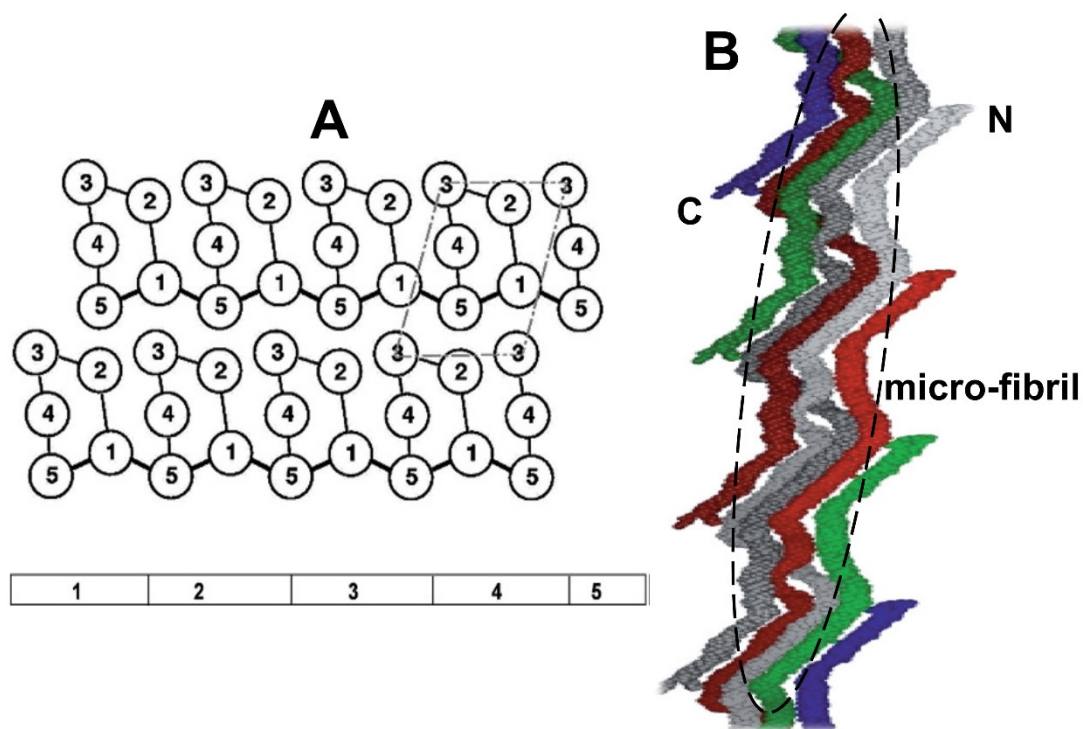 A
B
N
C
micro-fibril
3 3 3 3 3
2 2 2 2
4 4 4 4 4
1 1 1 1
5 5 5 5 5
3 3 3 3 3
2 2 2 2
4 4 4 4 4
1 1 1 1
5 5 5 5 5
1 2 3 4 5